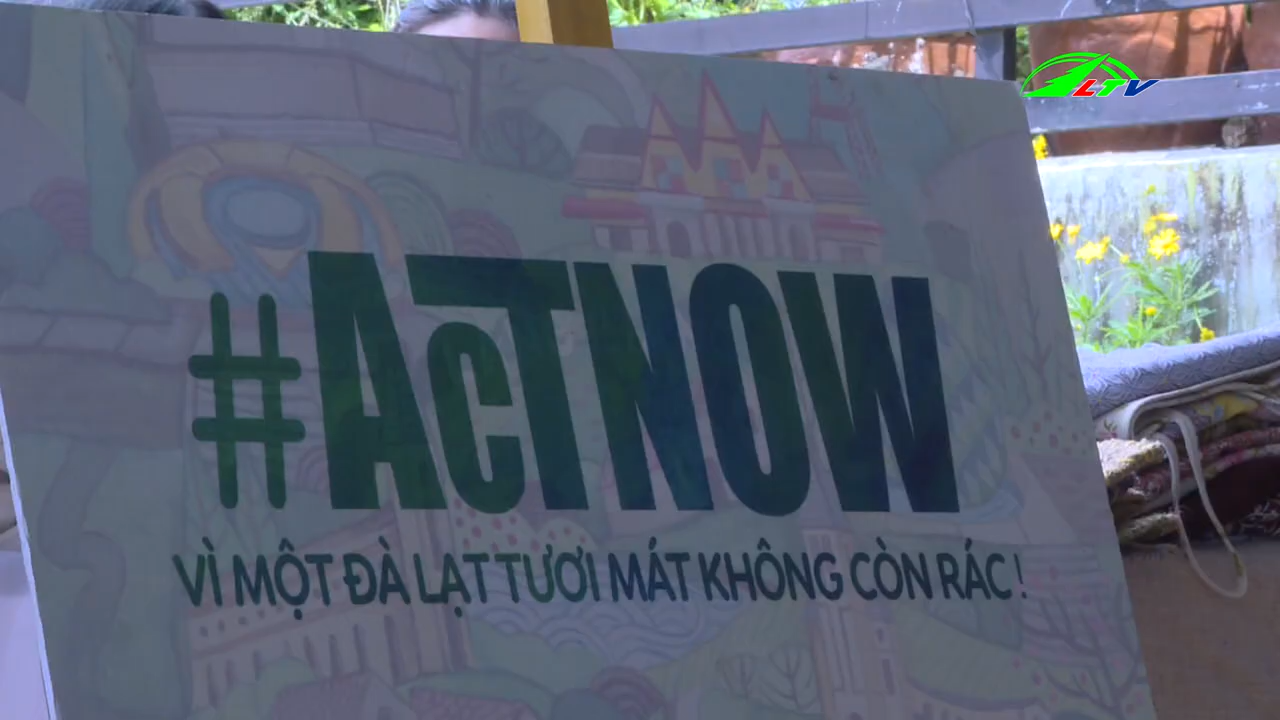 LTV
#ACTNOW
VÌ MỘT ĐÀ LẠT TƯƠI MÁT KHÔNG CÒN RÁC !